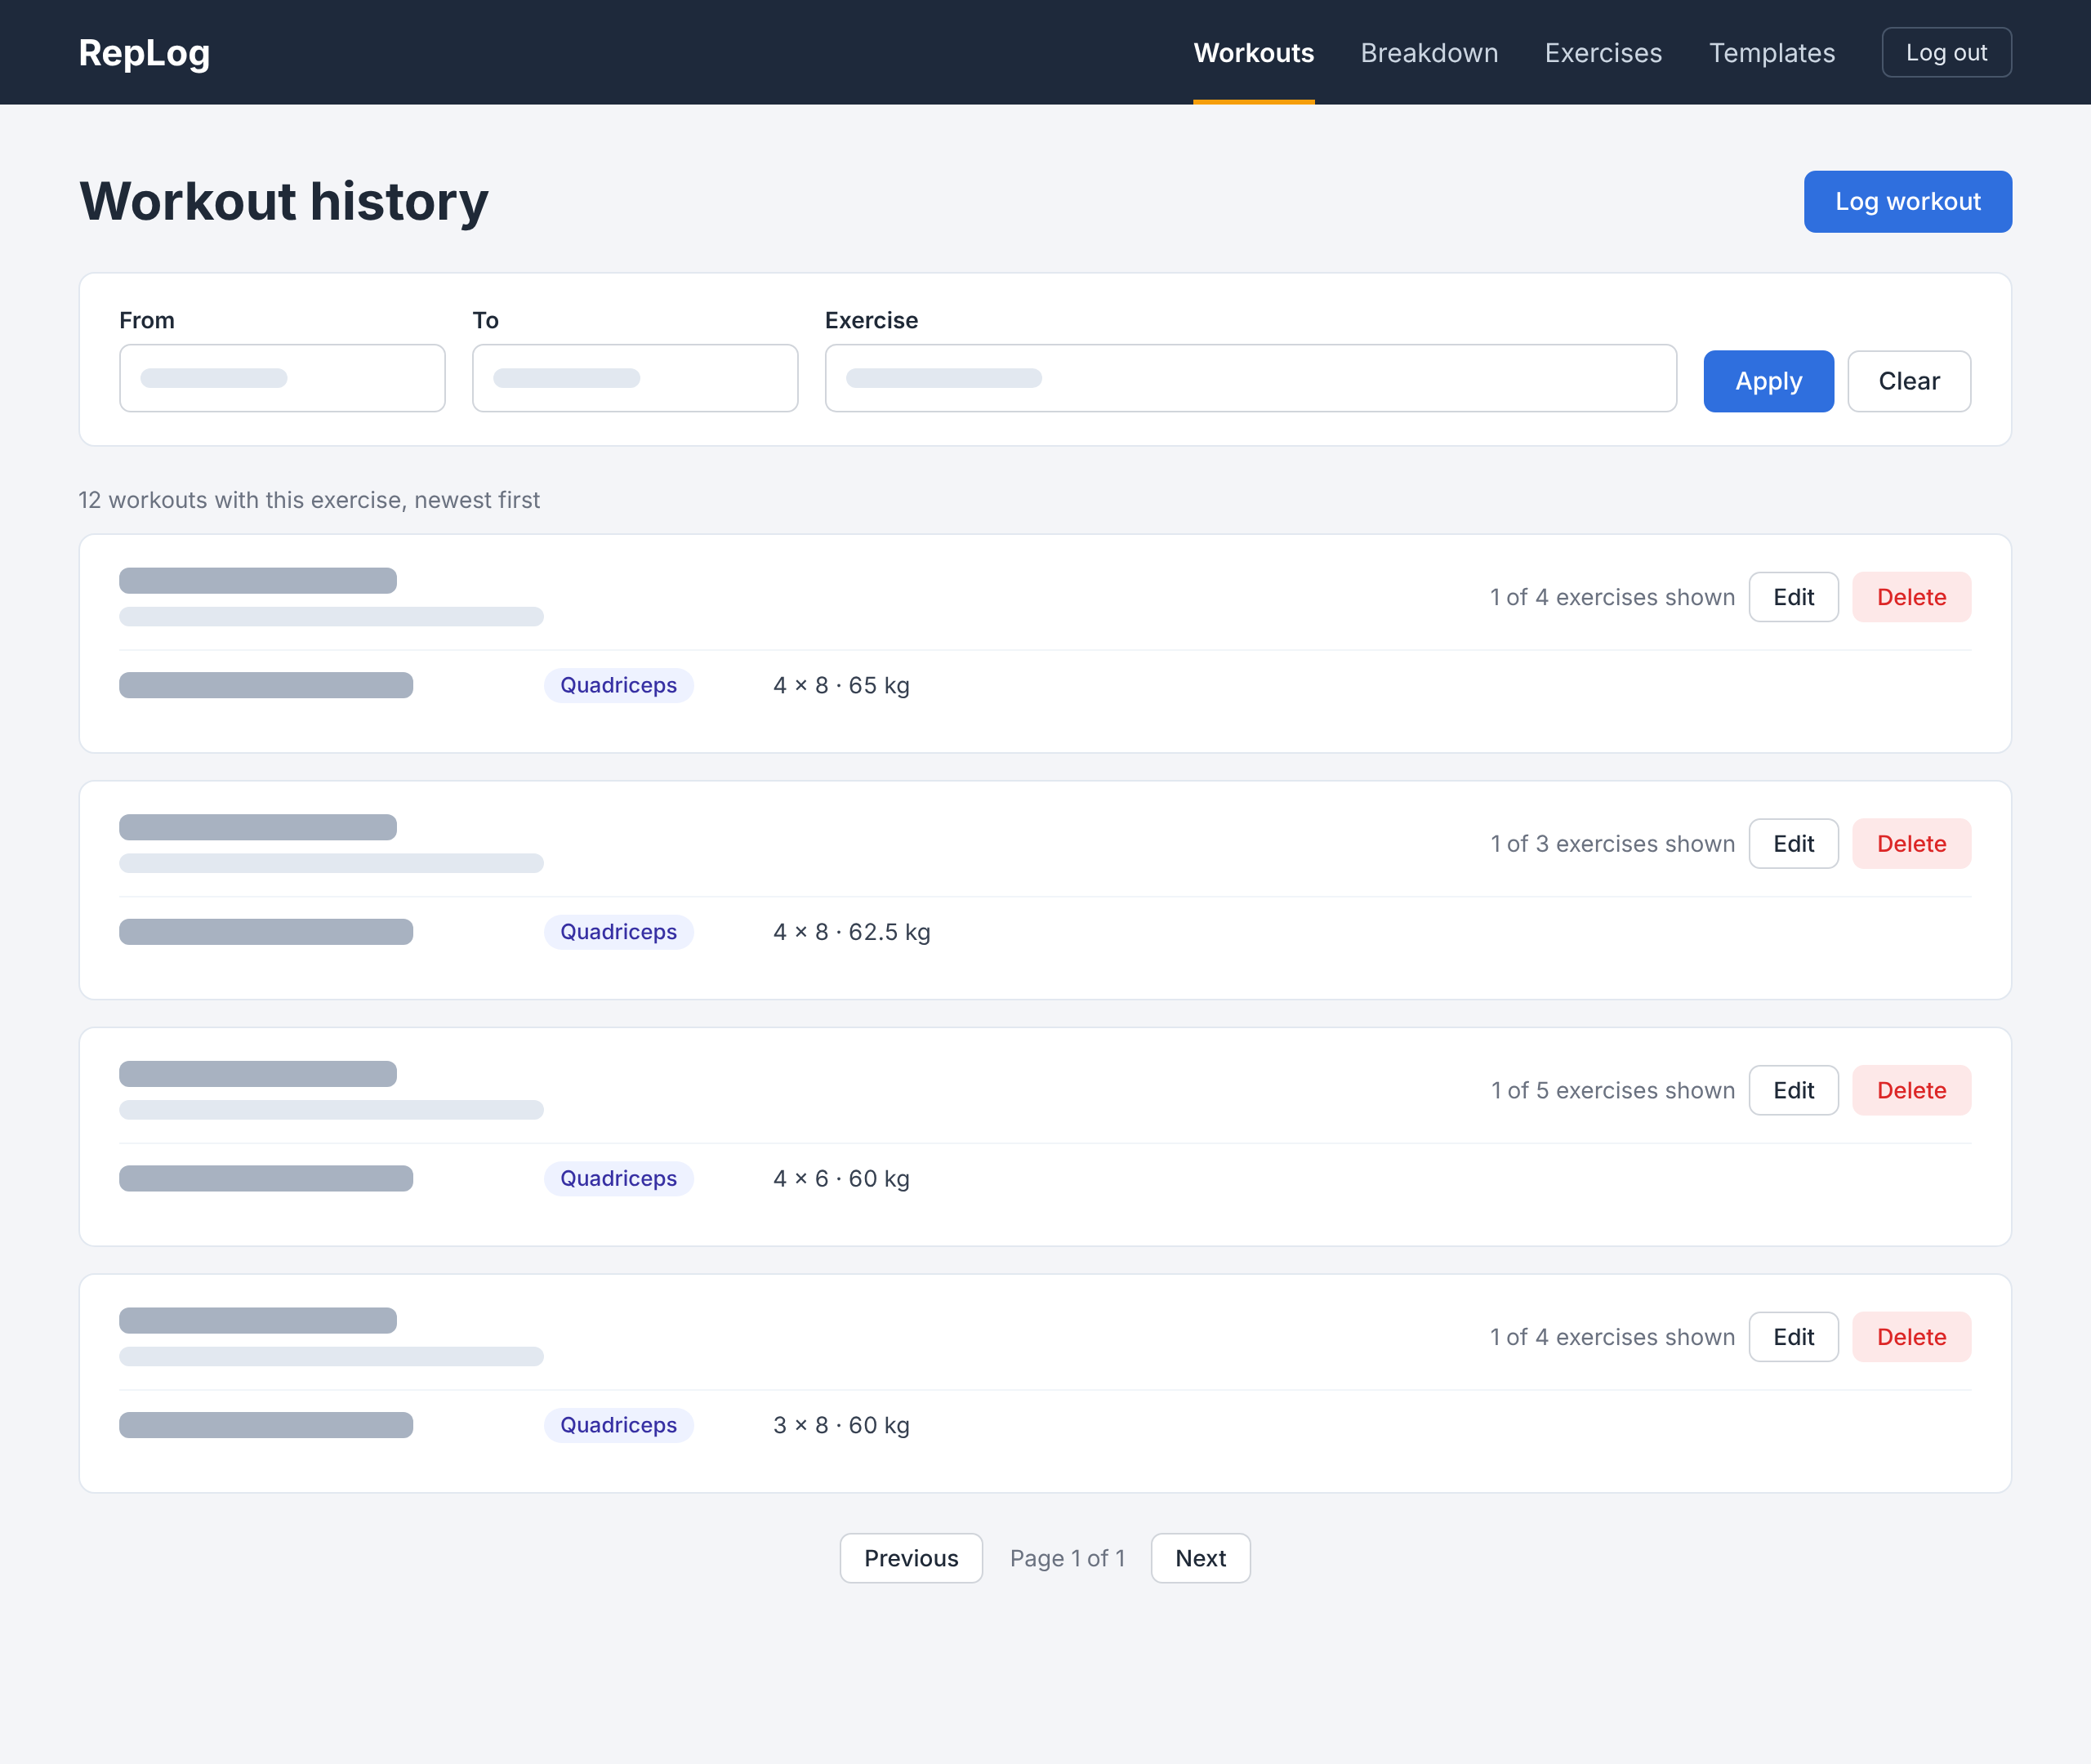 RepLog
Workouts Breakdown Exercises Templates Log out
Workout history
Log workout
From To Exercise
Apply Clear
12 workouts with this exercise, newest first
1 of 4 exercises shown Edit Delete
Quadriceps 4 × 8 · 65 kg
1 of 3 exercises shown Edit Delete
Quadriceps 4 × 8 · 62.5 kg
1 of 5 exercises shown Edit Delete
Quadriceps 4 × 6 · 60 kg
1 of 4 exercises shown Edit Delete
Quadriceps 3 × 8 · 60 kg
Previous Page 1 of 1 Next